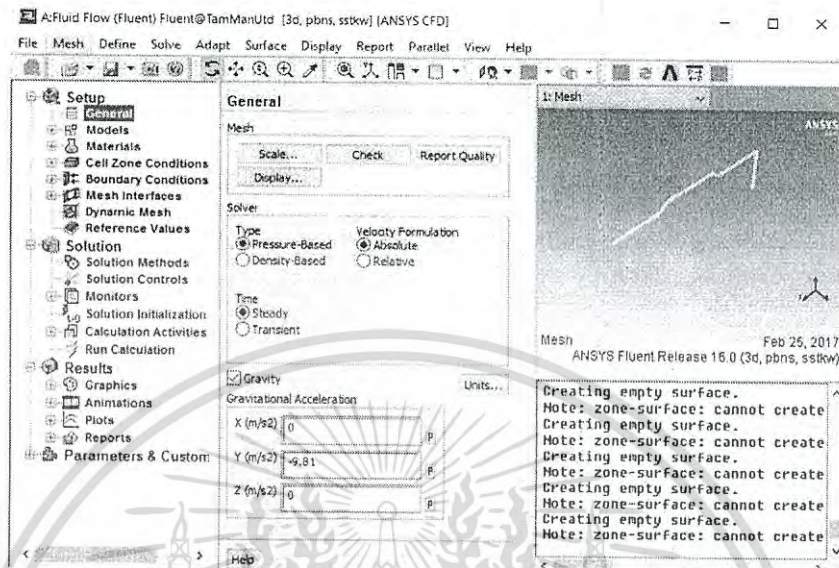 A:Fluid Flow (Fluent) Fluent@TamManUtd [3d, pbns, sstkw] [ANSYS CFD]
File Mesh Define Solve Adapt Surface Display Report Parallel View Help
Setup
General
Models
Materials
Cell Zone Conditions
Boundary Conditions
Mesh Interfaces
Dynamic Mesh
Reference Values
Solution
Solution Methods
Solution Controls
Monitors
Solution Initialization
Calculation Activities
Run Calculation
Results
Graphics
Animations
Plots
Reports
Parameters & Custom
General
Mesh
Scale... Check Report Quality
Display...
Solver
Type Velocity Formulation
Pressure-Based Absolute
Density-Based Relative
Time
Steady
Transient
Gravity Units...
Gravitational Acceleration
X (m/s2) 0 P
Y (m/s2) -9.81 P
Z (m/s2) 0 P
Help
1: Mesh
ANSYS
Mesh Feb 25, 2017
ANSYS Fluent Release 16.0 (3d, pbns, sstkw)
Creating empty surface.
Note: zone-surface: cannot create
Creating empty surface.
Note: zone-surface: cannot create
Creating empty surface.
Note: zone-surface: cannot create
Creating empty surface.
Note: zone-surface: cannot create
Creating empty surface.
Note: zone-surface: cannot create